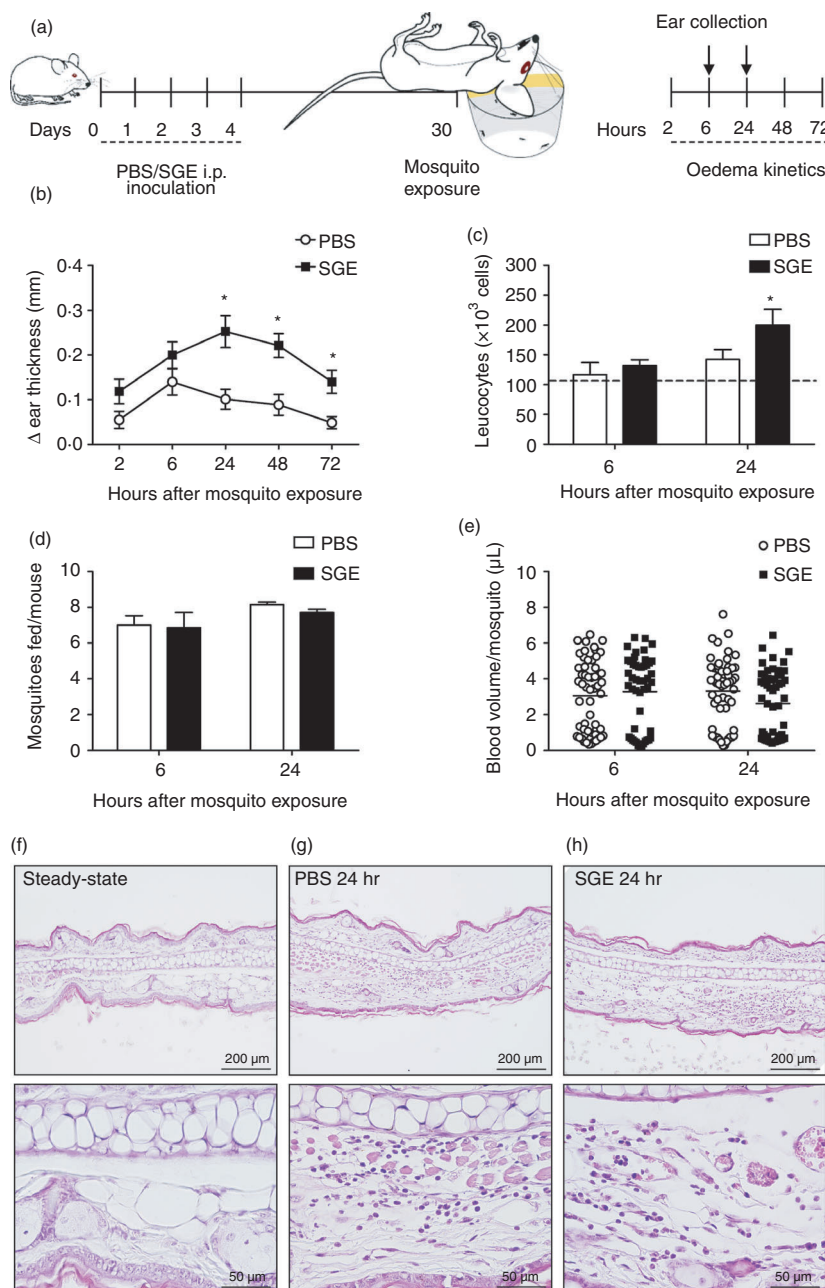 (a)
Ear collection
Days 0 1 2 3 4
30
Hours 2 6 24 48 72
PBS/SGE i.p.
inoculation
Mosquito
exposure
Oedema kinetics
(b)
PBS
SGE
0·4
0·3
0·2
0·1
0·0
Δ ear thickness (mm)
* * *
2 6 24 48 72
Hours after mosquito exposure
(c)
PBS
SGE
300
250
200
150
100
50
0
Leucocytes (×10³ cells)
*
6 24
Hours after mosquito exposure
(d)
PBS
SGE
10
8
6
4
2
0
Mosquitoes fed/mouse
6 24
Hours after mosquito exposure
(e)
PBS
SGE
10
8
6
4
2
0
Blood volume/mosquito (µL)
6 24
Hours after mosquito exposure
(f)
Steady-state
200 µm
50 µm
(g)
PBS 24 hr
200 µm
50 µm
(h)
SGE 24 hr
200 µm
50 µm